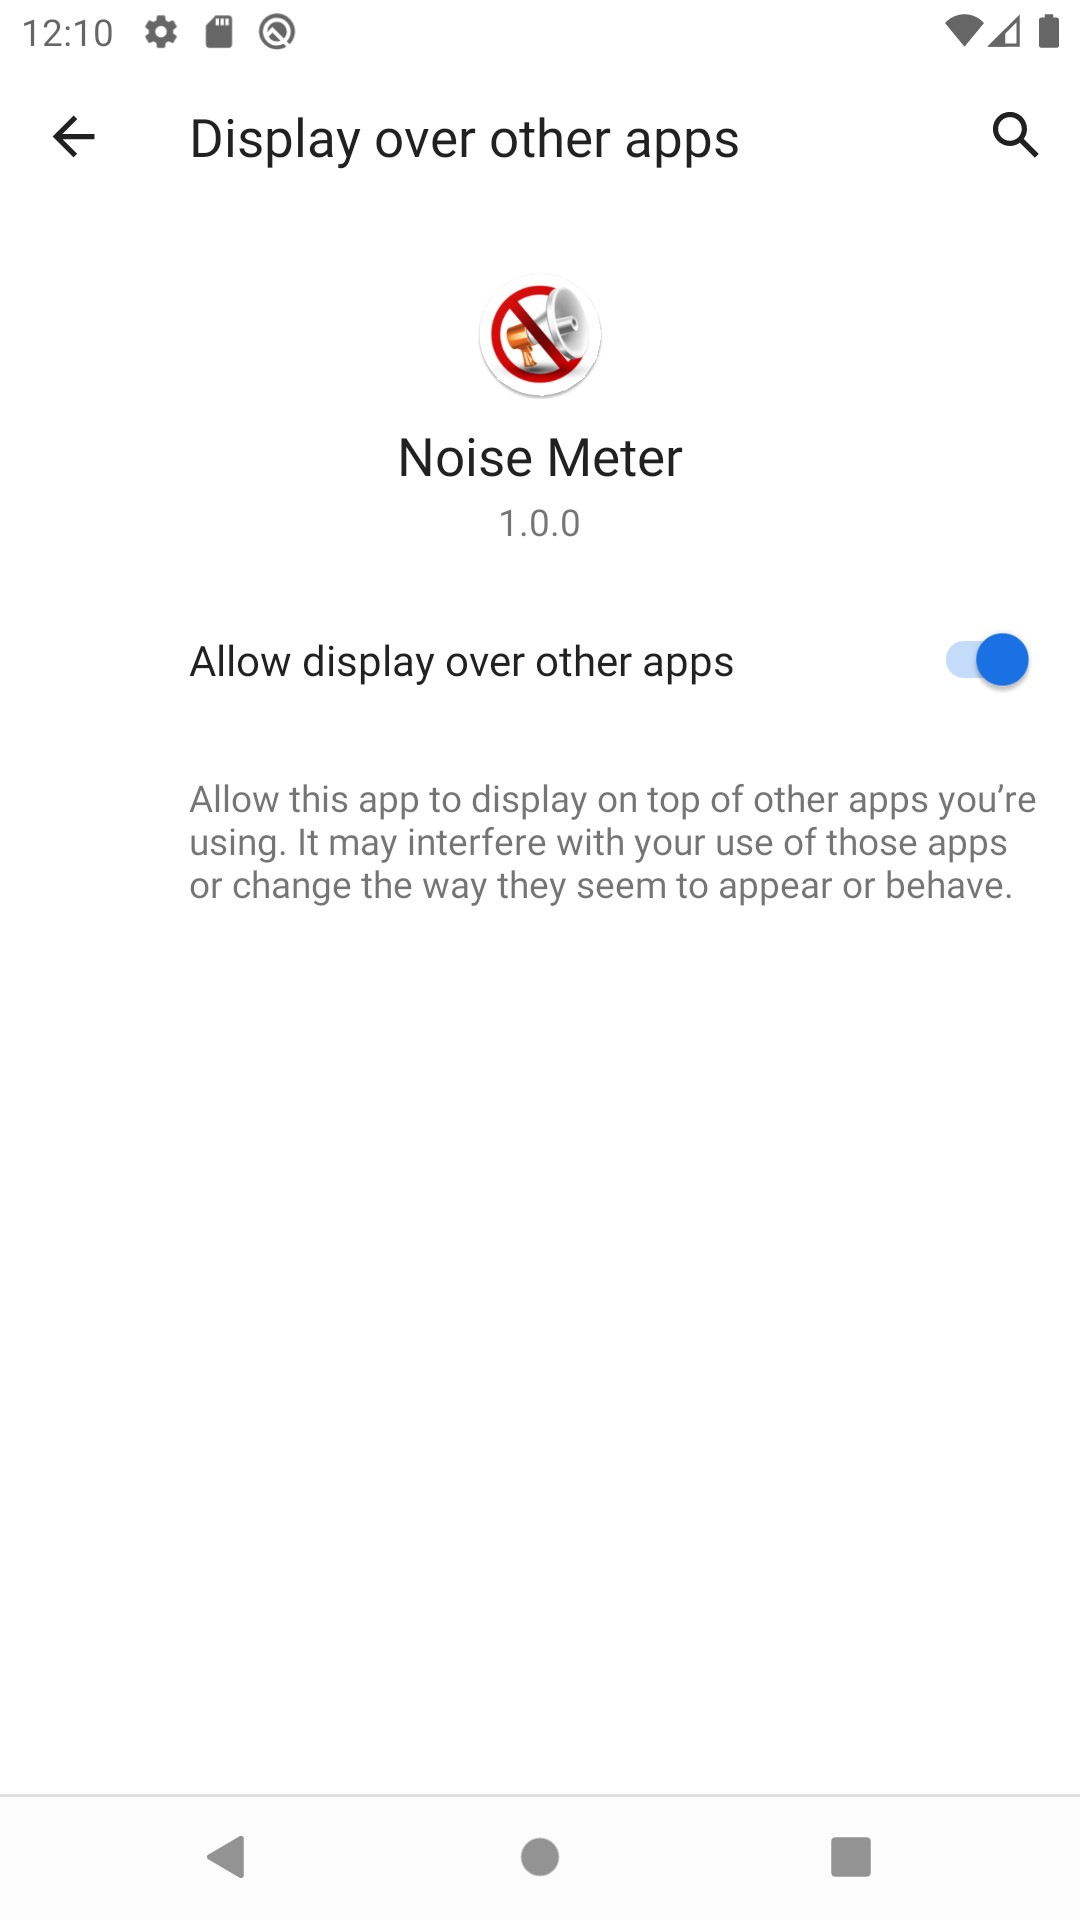 12:10
Display over other apps
Noise Meter
1.0.0
Allow display over other apps
Allow this app to display on top of other apps you’re
using. It may interfere with your use of those apps
or change the way they seem to appear or behave.